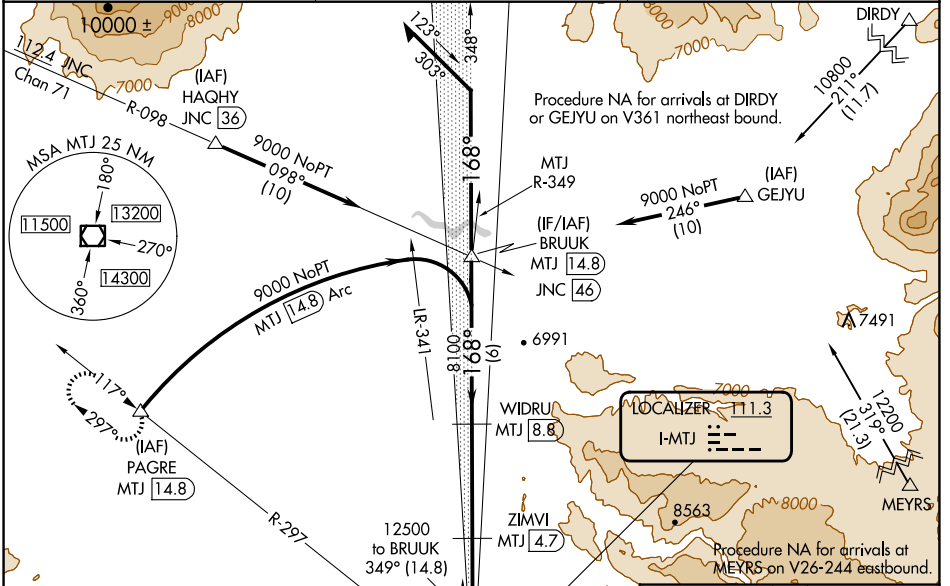 10000 ±
7000
112.4 JNC
Chan 71
R-098
(IAF)
HAQHY
JNC 36
9000 NoPT
098°
(10)
123°
303°
348°
168°
7000
DIRDY
10800
211°
(11.7)
Procedure NA for arrivals at DIRDY
or GEJYU on V361 northeast bound.
MTJ
R-349
9000 NoPT
246°
(10)
(IAF)
GEJYU
MSA MTJ 25 NM
180°
11500
13200
270°
14300
360°
(IF/IAF)
BRUUK
MTJ 14.8
JNC 46
9000 NoPT
MTJ 14.8 Arc
LR-341
8100
168°
(6)
6991
7491
117°
297°
(IAF)
PAGRE
MTJ 14.8
R-297
WIDRU
MTJ 8.8
7000
LOCALIZER 111.3
I-MTJ
12200
319°
(21.3)
MEYRS
8563
8000
ZIMVI
MTJ 4.7
12500
to BRUUK
349° (14.8)
Procedure NA for arrivals at
MEYRS on V26-244 eastbound.